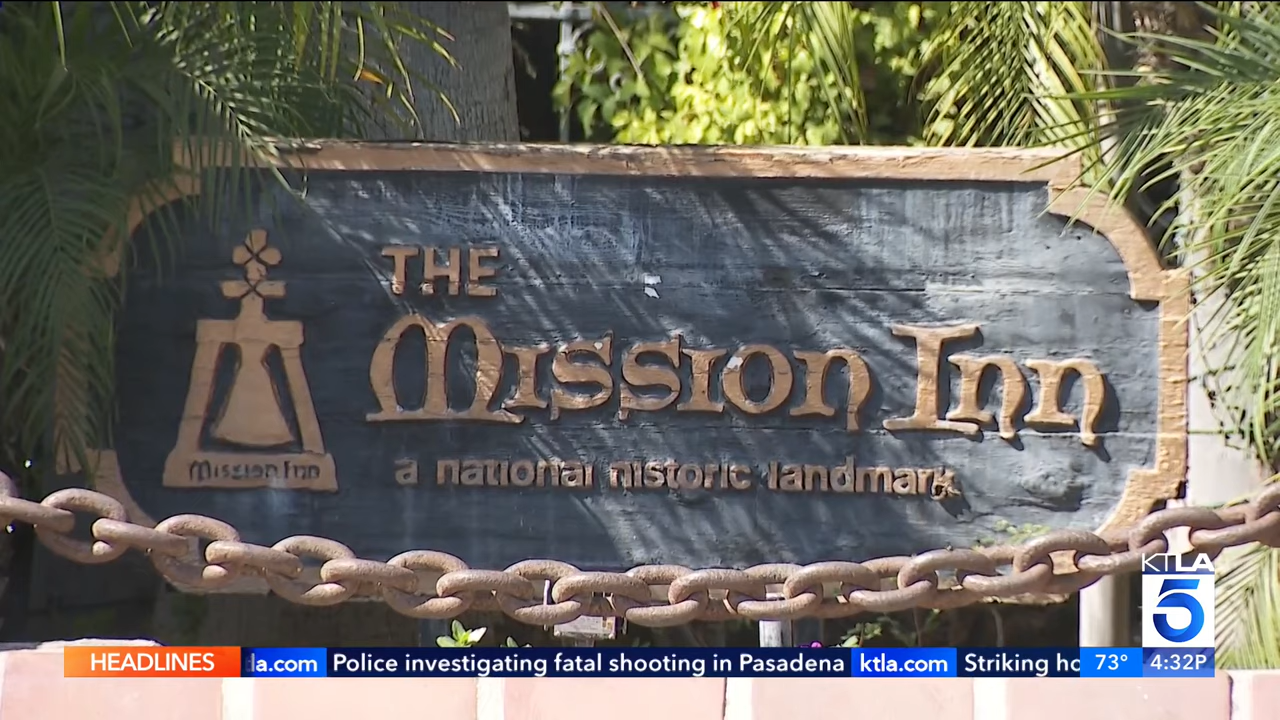 THE
Mission Inn
a national historic landmark
Mission Inn
KTLA
5
HEADLINES
la.com Police investigating fatal shooting in Pasadena ktla.com Striking
73° 4:32P